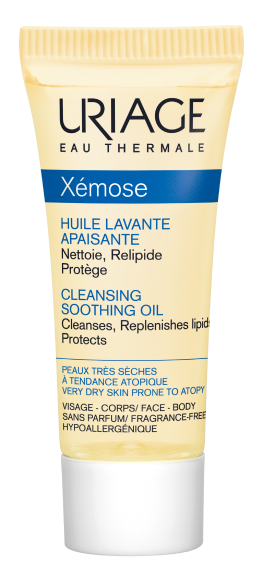 URIAGE
EAU THERMALE
Xémose
HUILE LAVANTE
APAISANTE
Nettoie, Relipide
Protège
CLEANSING
SOOTHING OIL
Cleanses, Replenishes lipids
Protects
PEAUX TRÈS SÈCHES
À TENDANCE ATOPIQUE
VERY DRY SKIN PRONE TO ATOPY
VISAGE - CORPS/ FACE - BODY
SANS PARFUM/ FRAGRANCE-FREE
HYPOALLERGÉNIQUE